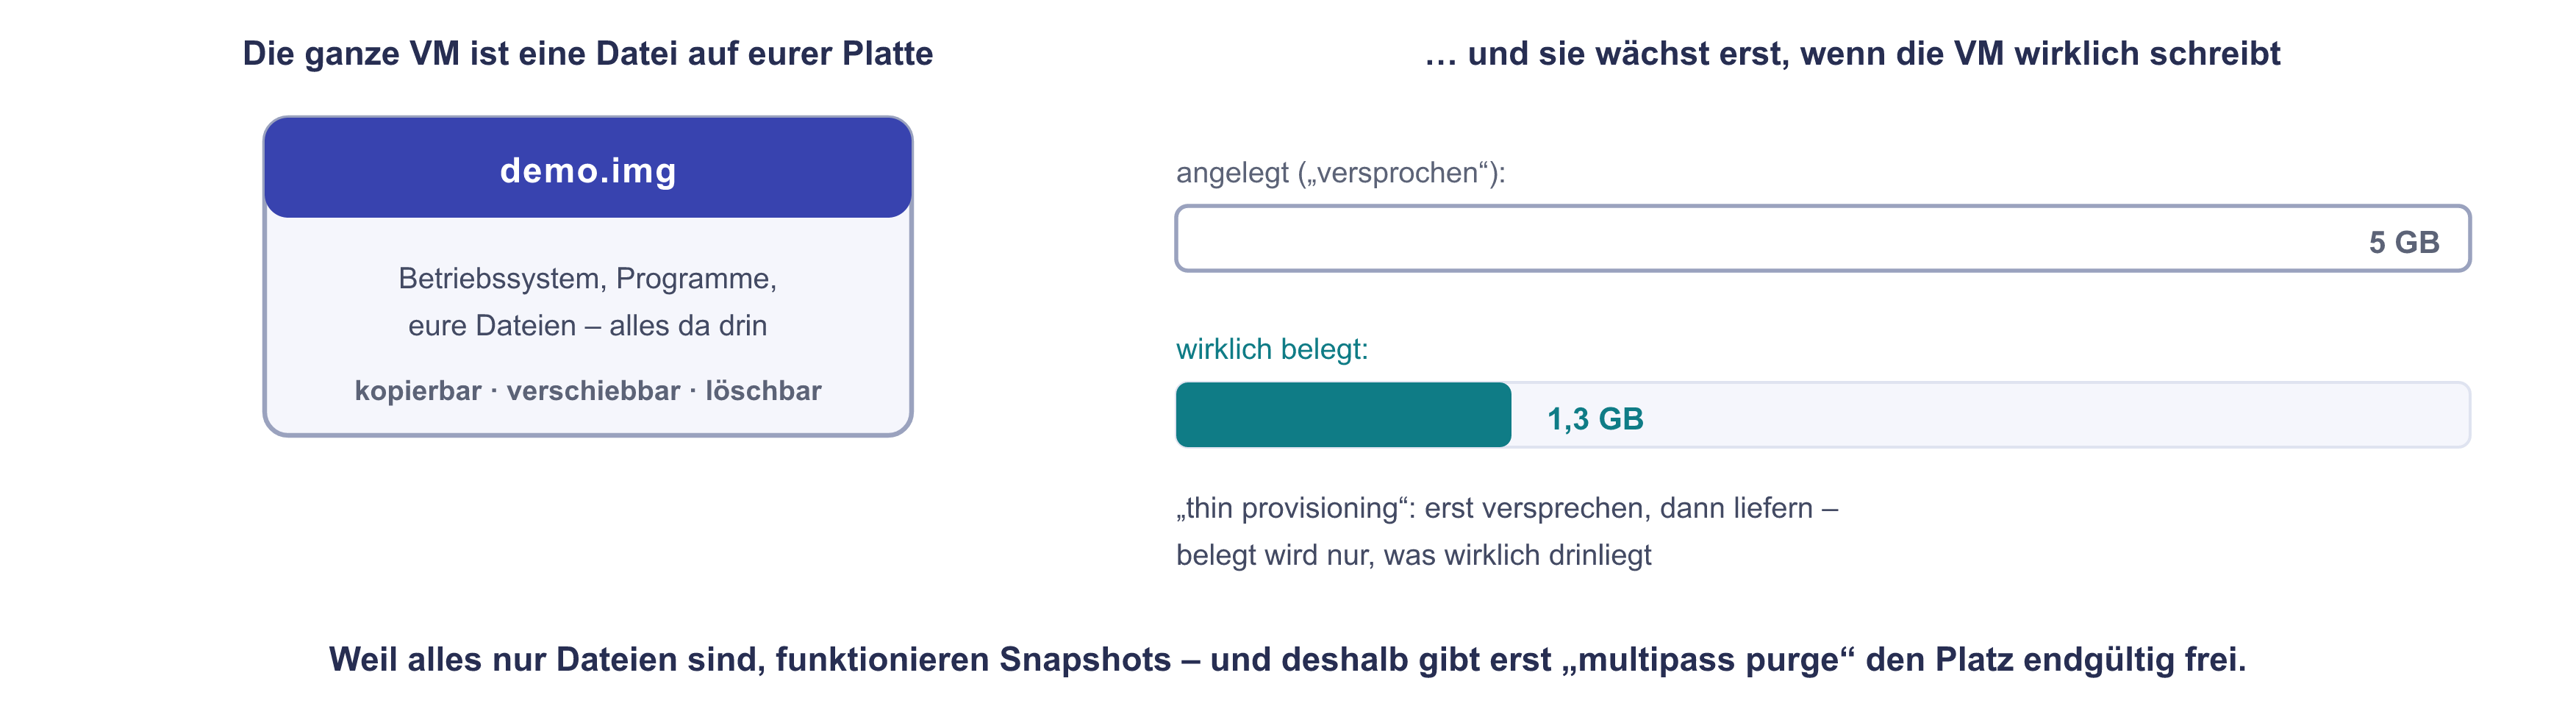 Die ganze VM ist eine Datei auf eurer Platte
demo.img
Betriebssystem, Programme,
eure Dateien – alles da drin
kopierbar · verschiebbar · löschbar
… und sie wächst erst, wenn die VM wirklich schreibt
angelegt („versprochen“):
5 GB
wirklich belegt:
1,3 GB
„thin provisioning“: erst versprechen, dann liefern –
belegt wird nur, was wirklich drinliegt
Weil alles nur Dateien sind, funktionieren Snapshots – und deshalb gibt erst „multipass purge“ den Platz endgültig frei.